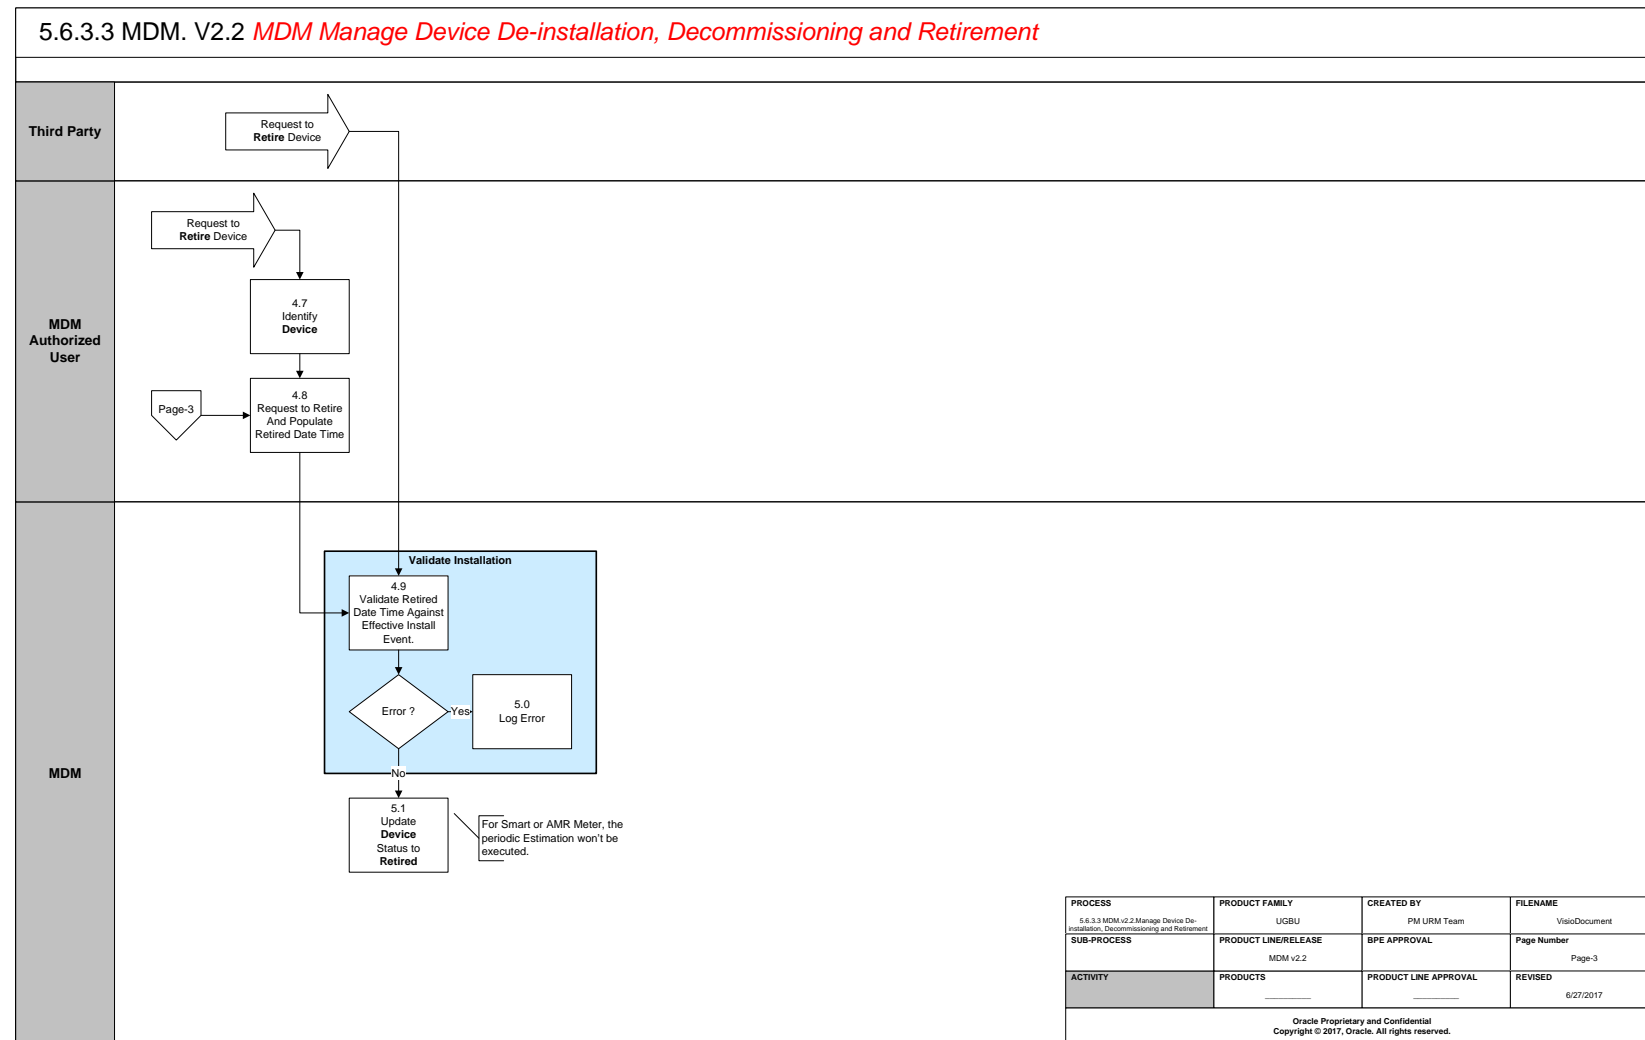 5.6.3.3 MDM. V2.2 MDM Manage Device De-installation, Decommissioning and Retirement
Third Party
Request to
Retire Device
MDM
Authorized
User
Request to
Retire Device
4.7
Identify
Device
Page-3
4.8
Request to Retire
And Populate
Retired Date Time
MDM
Validate Installation
4.9
Validate Retired
Date Time Against
Effective Install
Event.
Error ?
Yes
5.0
Log Error
No
5.1
Update
Device
Status to
Retired
For Smart or AMR Meter, the
periodic Estimation won't be
executed.
PROCESS
5.6.3.3 MDM.v2.2.Manage Device De-
installation, Decommissioning and Retirement
PRODUCT FAMILY
UGBU
CREATED BY
PM URM Team
FILENAME
VisioDocument
SUB-PROCESS
PRODUCT LINE/RELEASE
MDM v2.2
BPE APPROVAL
Page Number
Page-3
ACTIVITY
PRODUCTS
PRODUCT LINE APPROVAL
REVISED
6/27/2017
Oracle Proprietary and Confidential
Copyright © 2017, Oracle. All rights reserved.